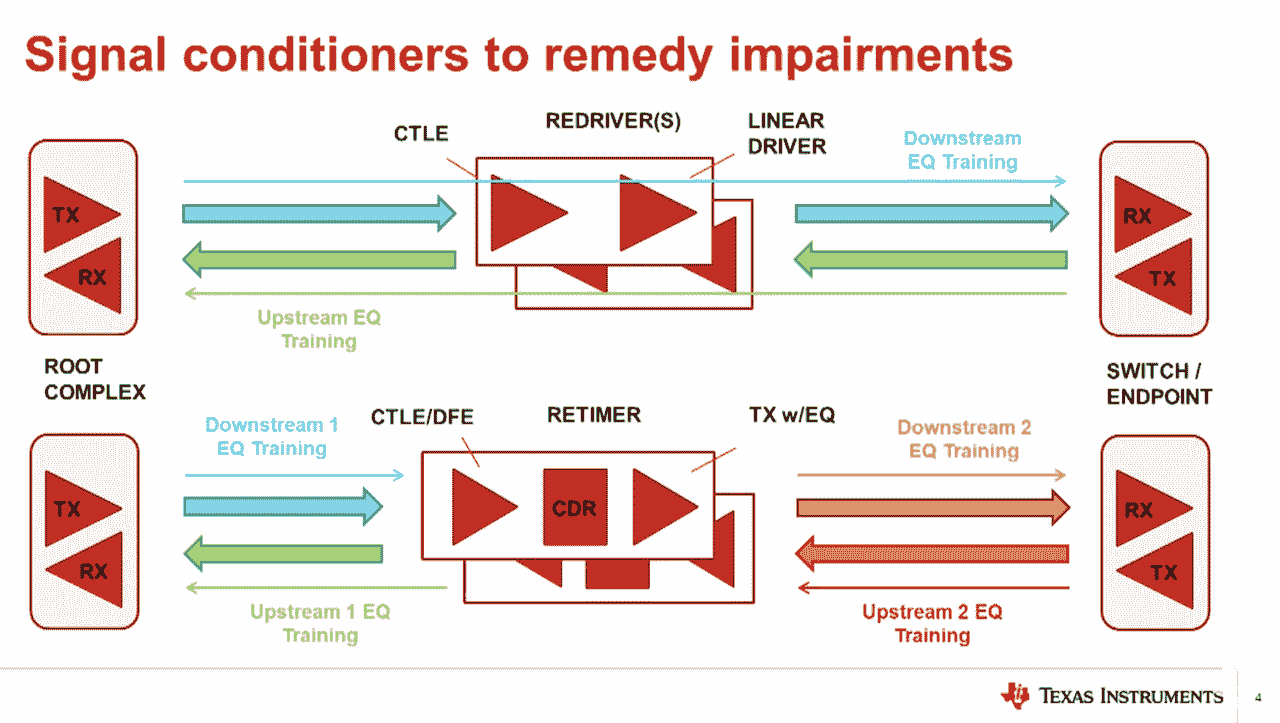 Signal conditioners to remedy impairments
CTLE
REDRIVER(S)
LINEAR
DRIVER
Downstream
EQ Training
TX
RX
RX
TX
Upstream EQ
Training
ROOT
COMPLEX
SWITCH /
ENDPOINT
Downstream 1
EQ Training
CTLE/DFE
RETIMER
TX w/EQ
Downstream 2
EQ Training
TX
RX
CDR
RX
TX
Upstream 1 EQ
Training
Upstream 2 EQ
Training
TEXAS INSTRUMENTS
4